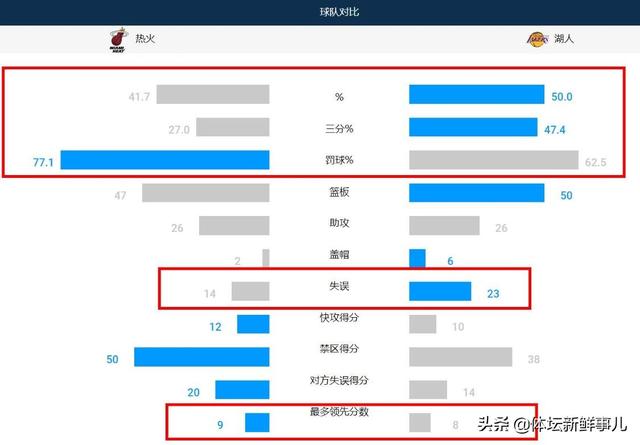 球队对比
MIAMI HEAT 热火 LAKERS 湖人
41.7 % 50.0
27.0 三分% 47.4
77.1 罚球% 62.5
47 篮板 50
26 助攻 26
2 盖帽 6
14 失误 23
12 快攻得分 10
50 禁区得分 38
20 对方失误得分 14
9 最多领先分数 8
头条 @体坛新鲜事儿